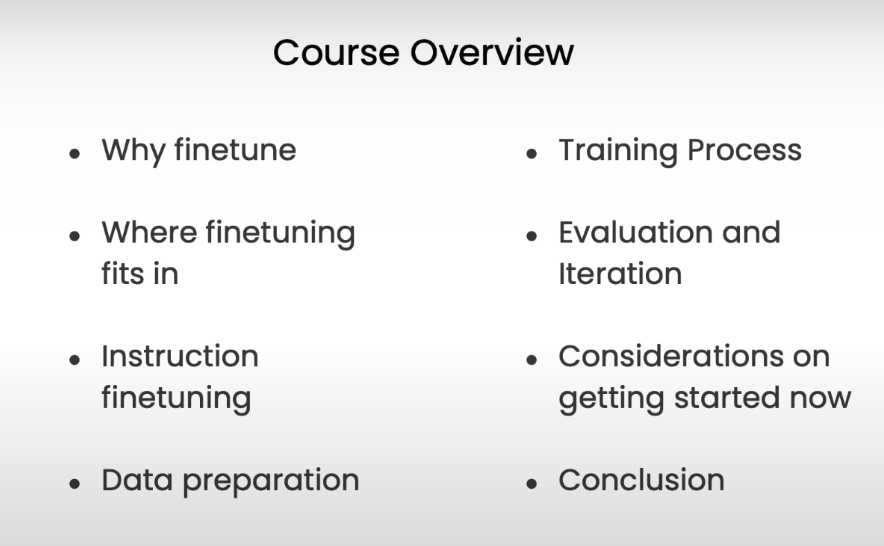 Course Overview
• Why finetune
• Where finetuning
fits in
• Instruction
finetuning
• Data preparation
• Training Process
• Evaluation and
Iteration
• Considerations on
getting started now
• Conclusion